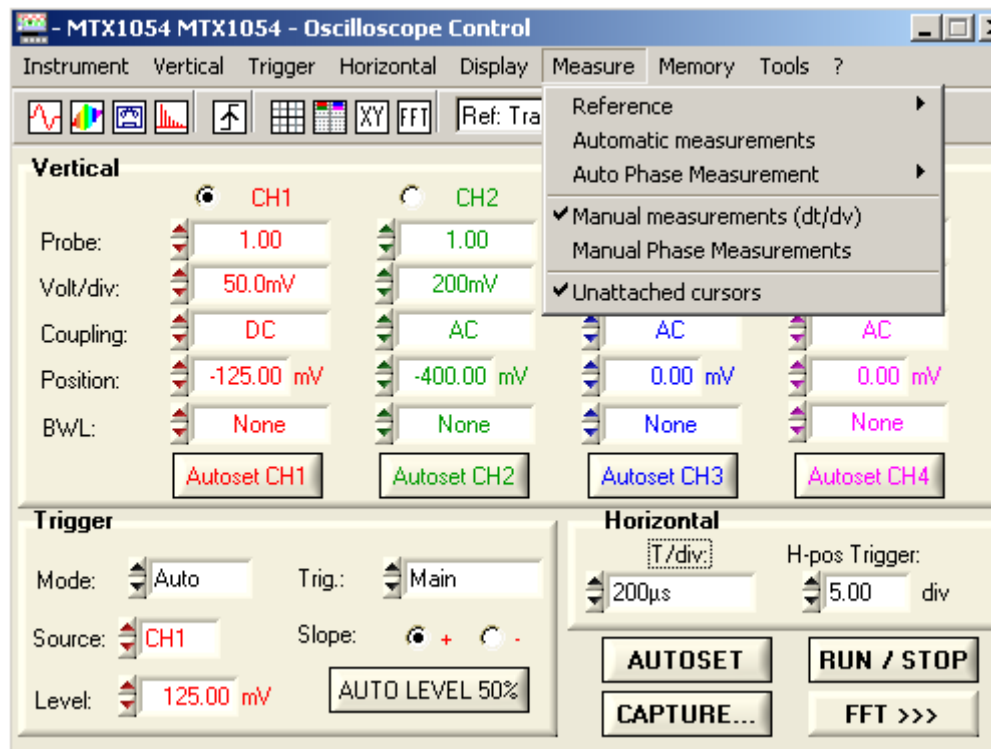 - MTX1054 MTX1054 - Oscilloscope Control
Instrument Vertical Trigger Horizontal Display Measure Memory Tools ?
XY FFT Ref: Tra
Reference
Automatic measurements
Auto Phase Measurement
Manual measurements (dt/dv)
Manual Phase Measurements
Unattached cursors
Vertical
CH1 CH2
Probe: 1.00 1.00
Volt/div: 50.0mV 200mV
Coupling: DC AC AC AC
Position: -125.00 mV -400.00 mV 0.00 mV 0.00 mV
BWL: None None None None
Autoset CH1 Autoset CH2 Autoset CH3 Autoset CH4
Trigger
Mode: Auto Trig.: Main
Source: CH1 Slope: + -
Level: 125.00 mV AUTO LEVEL 50%
Horizontal
T/div: H-pos Trigger:
200µs 5.00 div
AUTOSET RUN / STOP
CAPTURE... FFT >>>